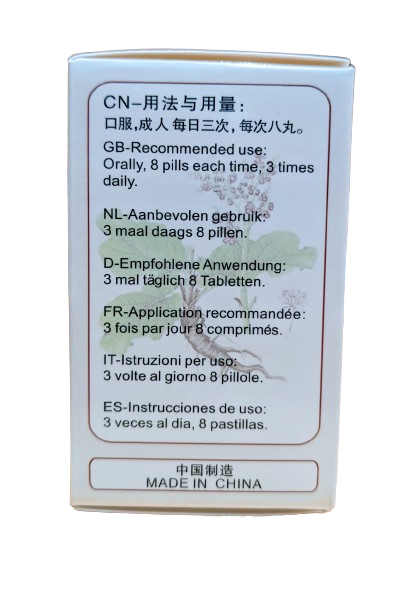 CN-用法与用量：
口服,成人每日三次，每次八丸。
GB-Recommended use:
Orally, 8 pills each time, 3 times
daily.
NL-Aanbevolen gebruik:
3 maal daags 8 pillen.
D-Empfohlene Anwendung:
3 mal täglich 8 Tabletten.
FR-Application recommandée:
3 fois par jour 8 comprimés.
IT-Istruzioni per uso:
3 volte al giorno 8 pillole.
ES-Instrucciones de uso:
3 veces al dia, 8 pastillas.
中国制造
MADE IN CHINA